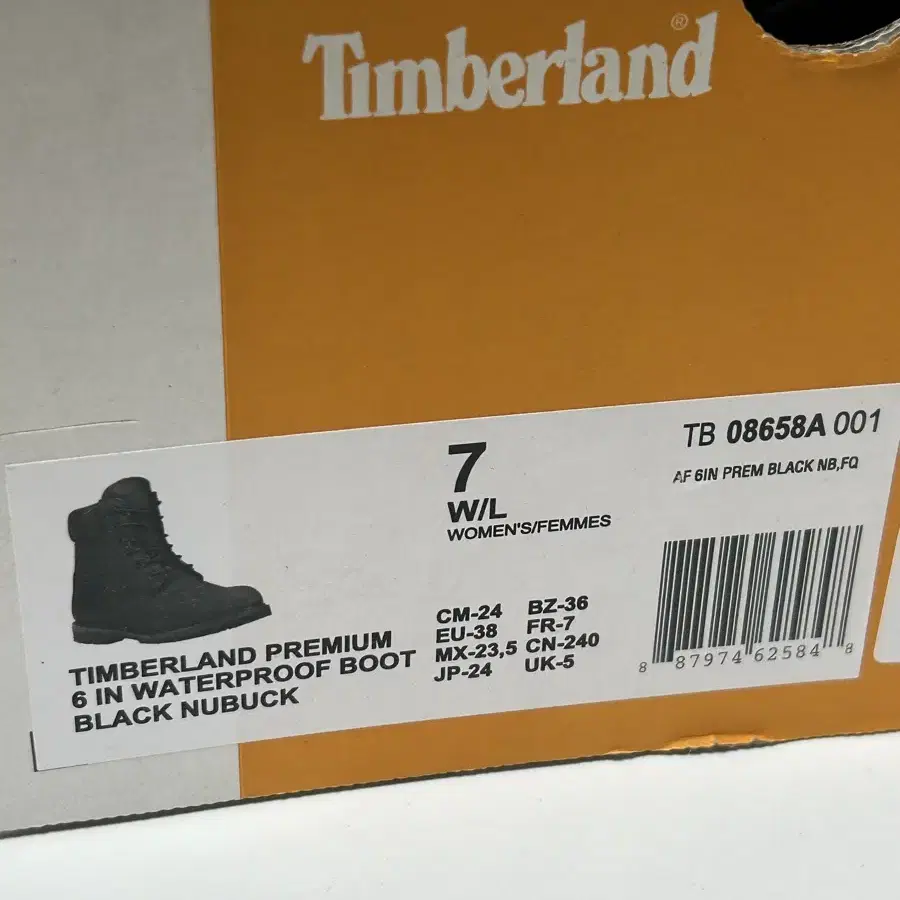 Timberland®
TB 08658A 001
AF 6IN PREM BLACK NB,FQ
7
W/L
WOMEN'S/FEMMES
CM-24 BZ-36
EU-38 FR-7
MX-23,5 CN-240
JP-24 UK-5
8 87974 62584 8
TIMBERLAND PREMIUM
6 IN WATERPROOF BOOT
BLACK NUBUCK